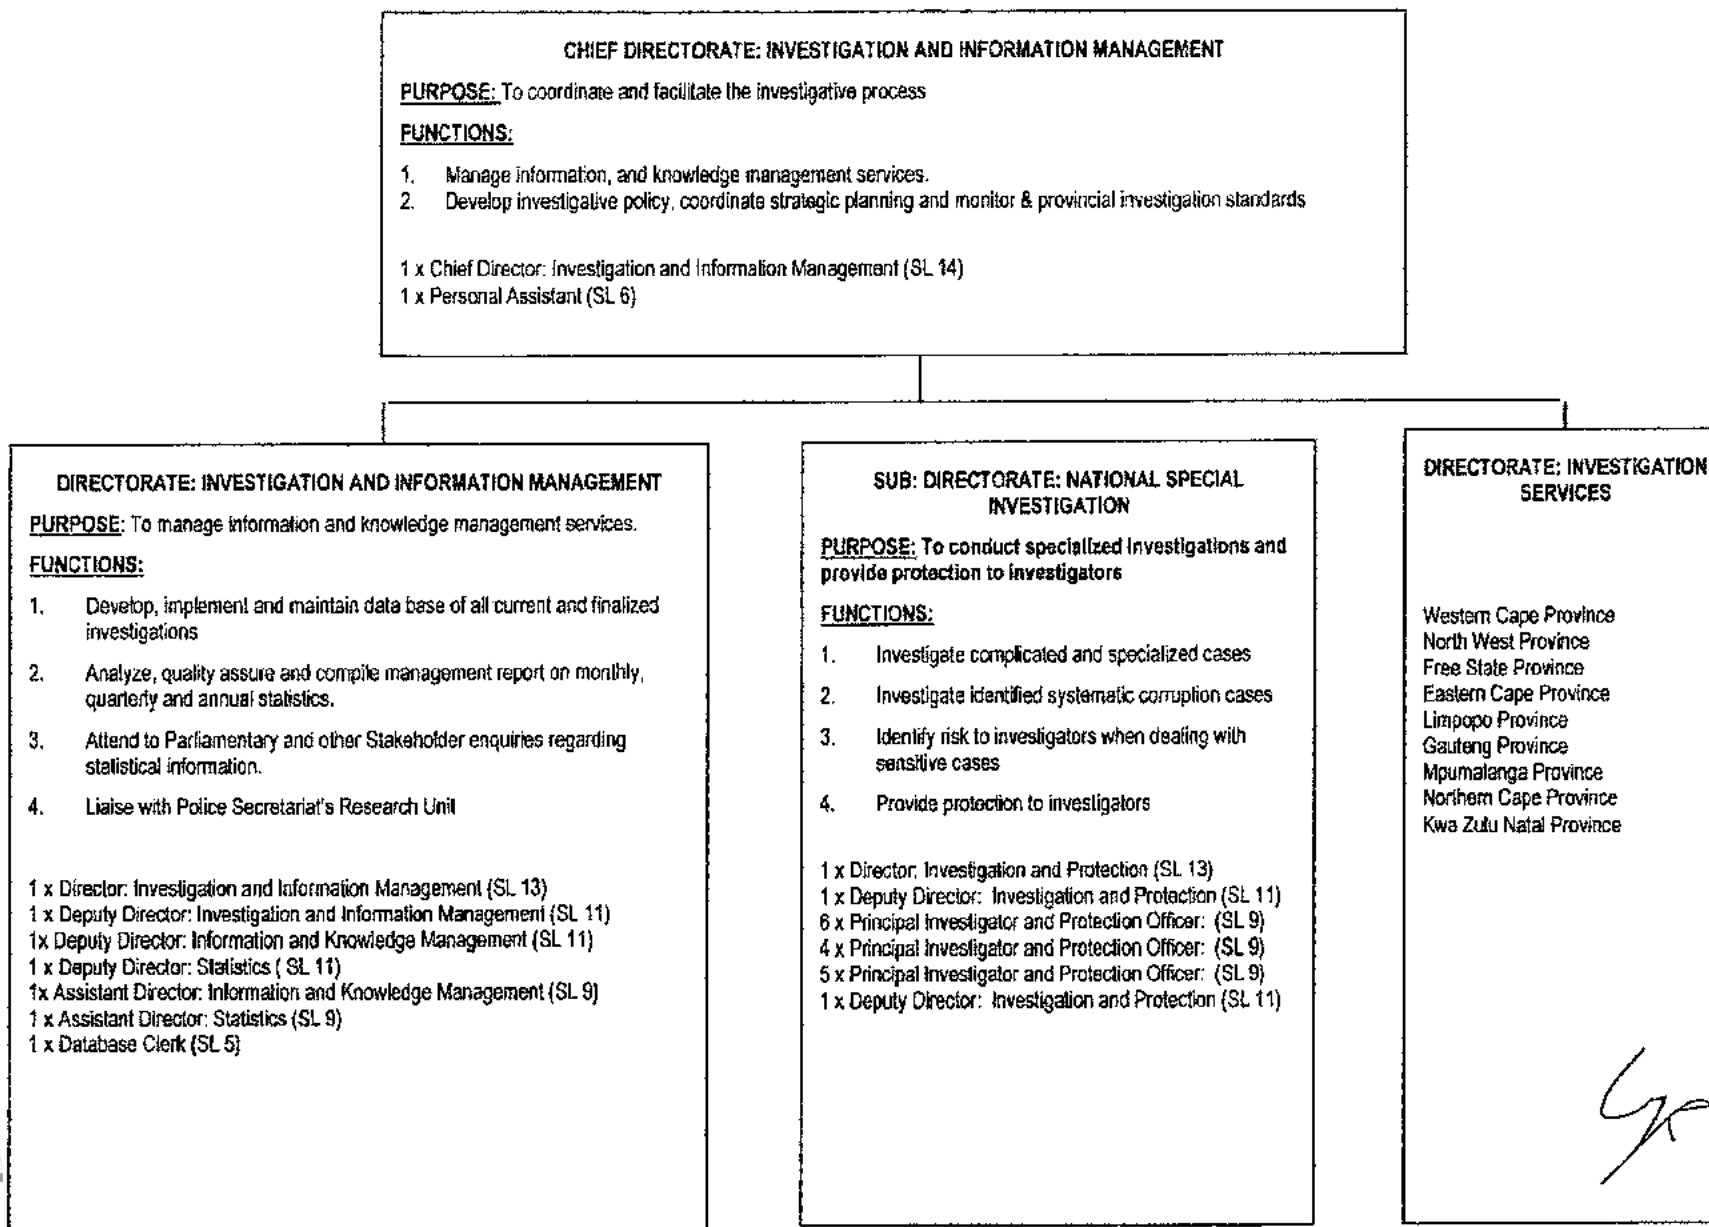 CHIEF DIRECTORATE: INVESTIGATION AND INFORMATION MANAGEMENT
PURPOSE: To coordinate and facilitate the investigative process
FUNCTIONS:
1. Manage information, and knowledge management services.
2. Develop investigative policy, coordinate strategic planning and monitor & provincial investigation standards
1 x Chief Director: Investigation and Information Management (SL 14)
1 x Personal Assistant (SL 6)
DIRECTORATE: INVESTIGATION AND INFORMATION MANAGEMENT
PURPOSE: To manage information and knowledge management services.
FUNCTIONS:
1. Develop, implement and maintain data base of all current and finalized
investigations
2. Analyze, quality assure and compile management report on monthly,
quarterly and annual statistics.
3. Attend to Parliamentary and other Stakeholder enquiries regarding
statistical information.
4. Liaise with Police Secretariat's Research Unit
1 x Director: Investigation and Information Management (SL 13)
1 x Deputy Director: Investigation and Information Management (SL 11)
1x Deputy Director: Information and Knowledge Management (SL 11)
1 x Deputy Director: Statistics ( SL 11)
1x Assistant Director: Information and Knowledge Management (SL 9)
1 x Assistant Director: Statistics (SL 9)
1 x Database Clerk (SL 5)
SUB: DIRECTORATE: NATIONAL SPECIAL
INVESTIGATION
PURPOSE: To conduct specialized investigations and
provide protection to investigators
FUNCTIONS:
1. Investigate complicated and specialized cases
2. Investigate identified systematic corruption cases
3. Identify risk to investigators when dealing with
sensitive cases
4. Provide protection to investigators
1 x Director: Investigation and Protection (SL 13)
1 x Deputy Director: Investigation and Protection (SL 11)
6 x Principal Investigator and Protection Officer: (SL 9)
4 x Principal Investigator and Protection Officer: (SL 9)
5 x Principal Investigator and Protection Officer: (SL 9)
1 x Deputy Director: Investigation and Protection (SL 11)
DIRECTORATE: INVESTIGATION
SERVICES
Western Cape Province
North West Province
Free State Province
Eastern Cape Province
Limpopo Province
Gauteng Province
Mpumalanga Province
Northern Cape Province
Kwa Zulu Natal Province